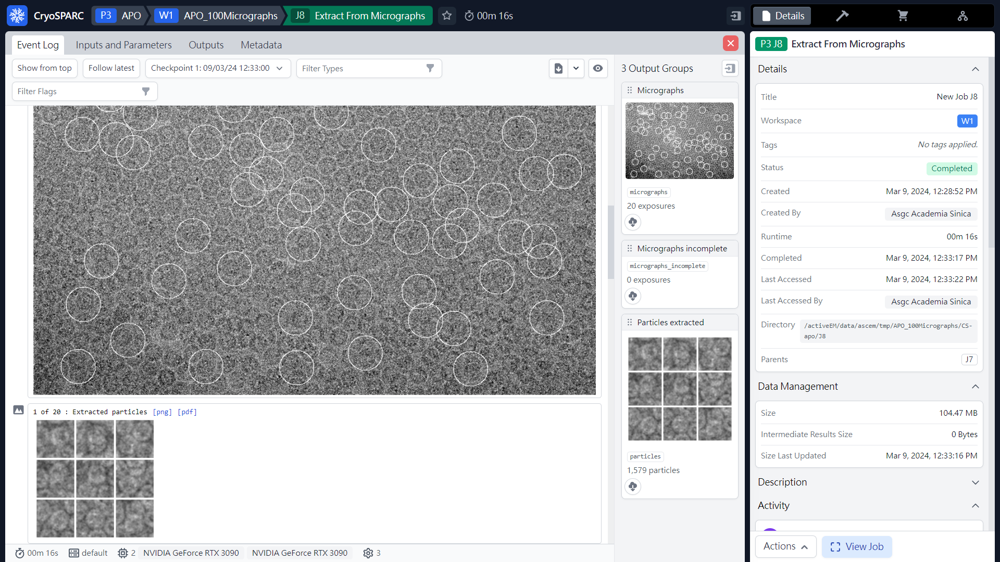 CryoSPARC P3 APO W1 APO_100Micrographs J8 Extract From Micrographs 00m 16s
Details
Event Log Inputs and Parameters Outputs Metadata
Show from top Follow latest Checkpoint 1: 09/03/24 12:33:00 Filter Types
Filter Flags
1 of 20 : Extracted particles [png] [pdf]
00m 16s default 2 NVIDIA GeForce RTX 3090 NVIDIA GeForce RTX 3090 3
3 Output Groups
Micrographs
micrographs
20 exposures
Micrographs incomplete
micrographs_incomplete
0 exposures
Particles extracted
particles
1,579 particles
P3 J8 Extract From Micrographs
Details
Title New Job J8
Workspace W1
Tags No tags applied.
Status Completed
Created Mar 9, 2024, 12:28:52 PM
Created By Asgc Academia Sinica
Runtime 00m 16s
Completed Mar 9, 2024, 12:33:17 PM
Last Accessed Mar 9, 2024, 12:33:22 PM
Last Accessed By Asgc Academia Sinica
Directory /activeEM/data/ascem/tmp/APO_100Micrographs/CS-
apo/J8
Parents J7
Data Management
Size 104.47 MB
Intermediate Results Size 0 Bytes
Size Last Updated Mar 9, 2024, 12:33:16 PM
Description
Activity
Actions View Job